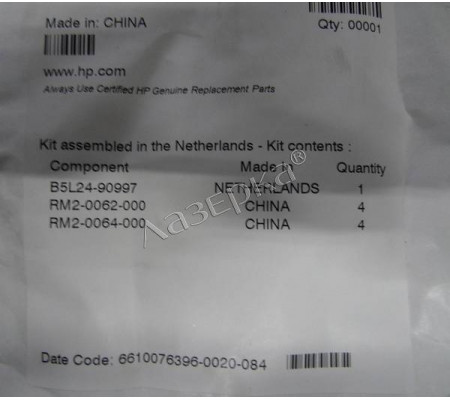 Made in: CHINA
Qty: 00001
www.hp.com
Always Use Certified HP Genuine Replacement Parts
Kit assembled in the Netherlands - Kit contents :
Component Made in Quantity
B5L24-90997 NETHERLANDS 1
RM2-0062-000 CHINA 4
RM2-0064-000 CHINA 4
Лазерка®
Date Code: 6610076396-0020-084